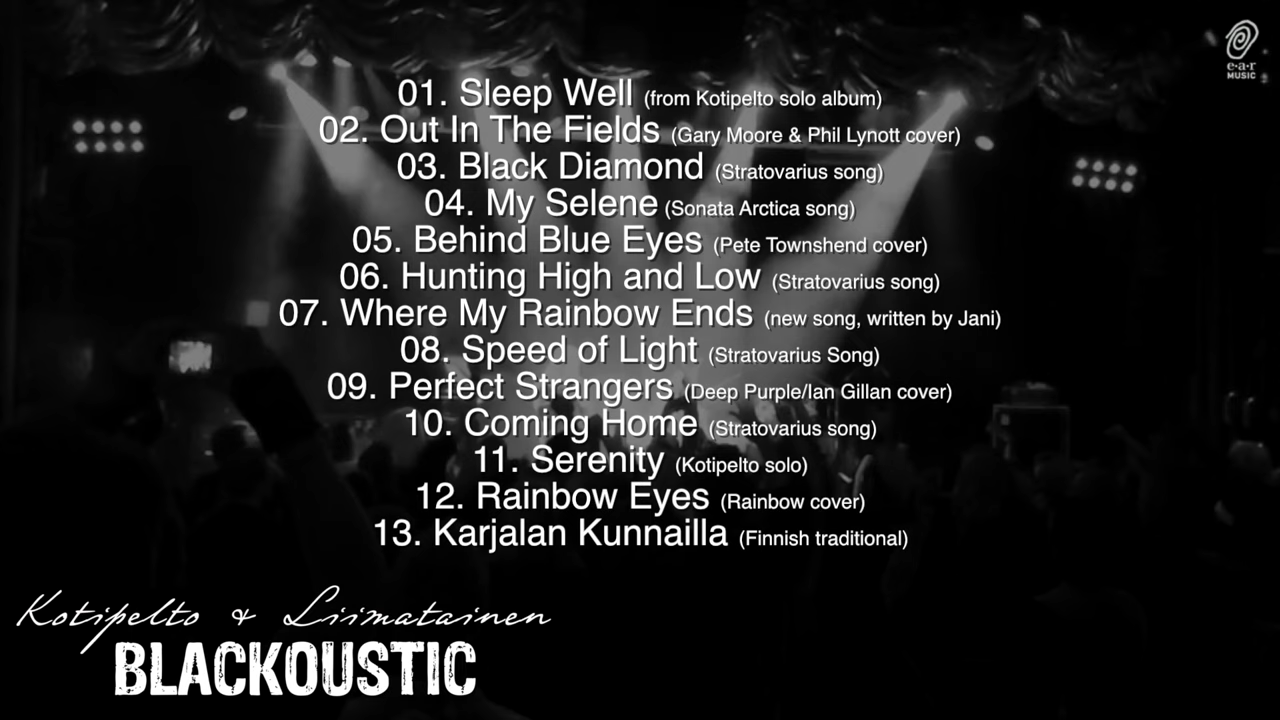 e·a·r
MUSIC
01. Sleep Well (from Kotipelto solo album)
02. Out In The Fields (Gary Moore & Phil Lynott cover)
03. Black Diamond (Stratovarius song)
04. My Selene (Sonata Arctica song)
05. Behind Blue Eyes (Pete Townshend cover)
06. Hunting High and Low (Stratovarius song)
07. Where My Rainbow Ends (new song, written by Jani)
08. Speed of Light (Stratovarius Song)
09. Perfect Strangers (Deep Purple/Ian Gillan cover)
10. Coming Home (Stratovarius song)
11. Serenity (Kotipelto solo)
12. Rainbow Eyes (Rainbow cover)
13. Karjalan Kunnailla (Finnish traditional)
Kotipelto & Liimatainen
BLACKOUSTIC